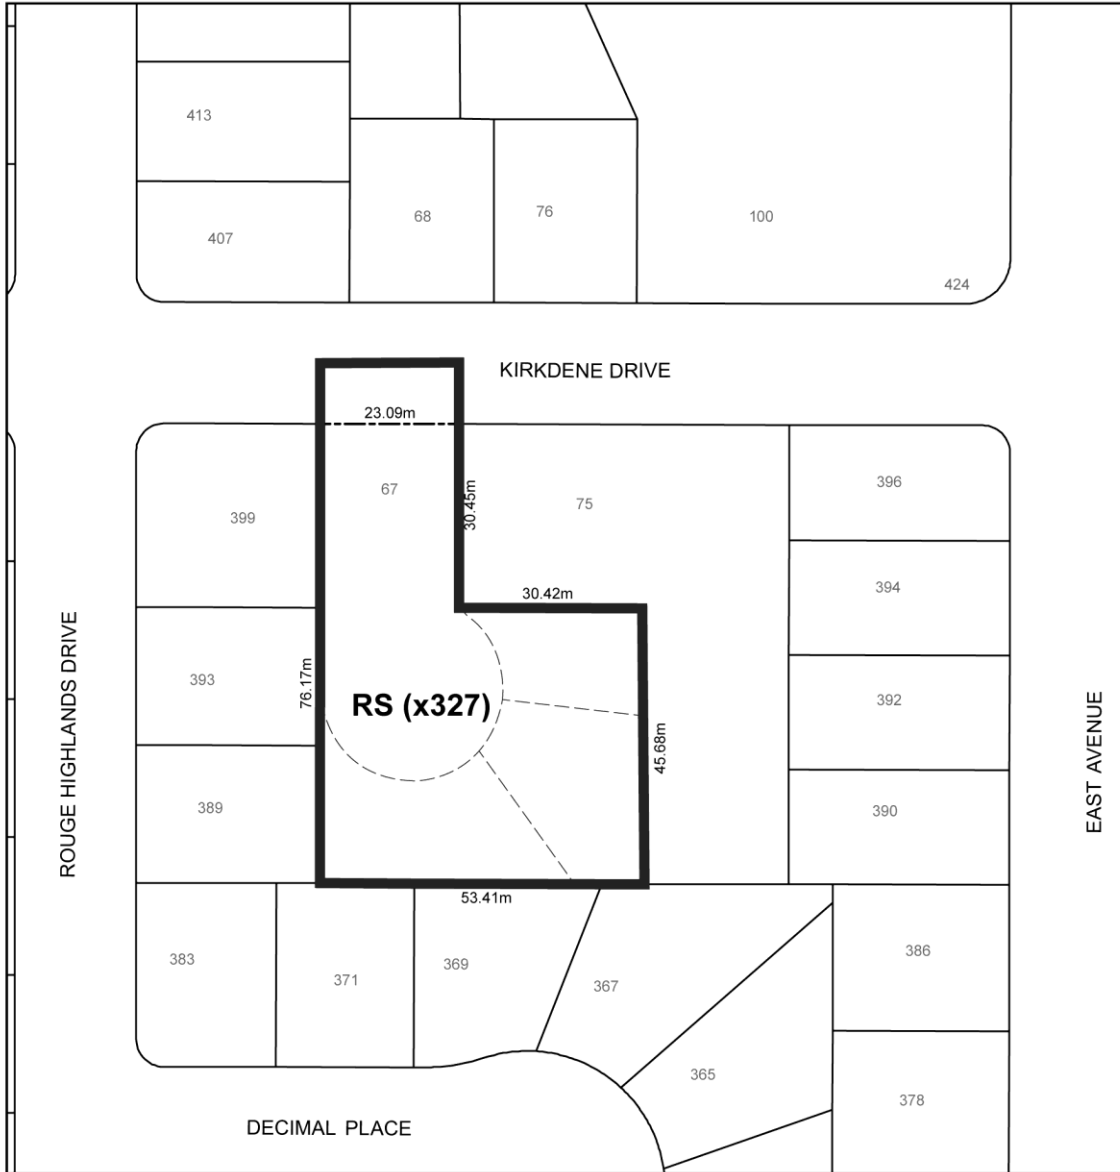 413
68
76
100
407
424
KIRKDENE DRIVE
23.09m
67
30.45m
75
396
399
30.42m
394
ROUGE HIGHLANDS DRIVE
393
76.17m
RS (x327)
392
45.68m
EAST AVENUE
389
390
53.41m
383
371
369
367
386
365
378
DECIMAL PLACE